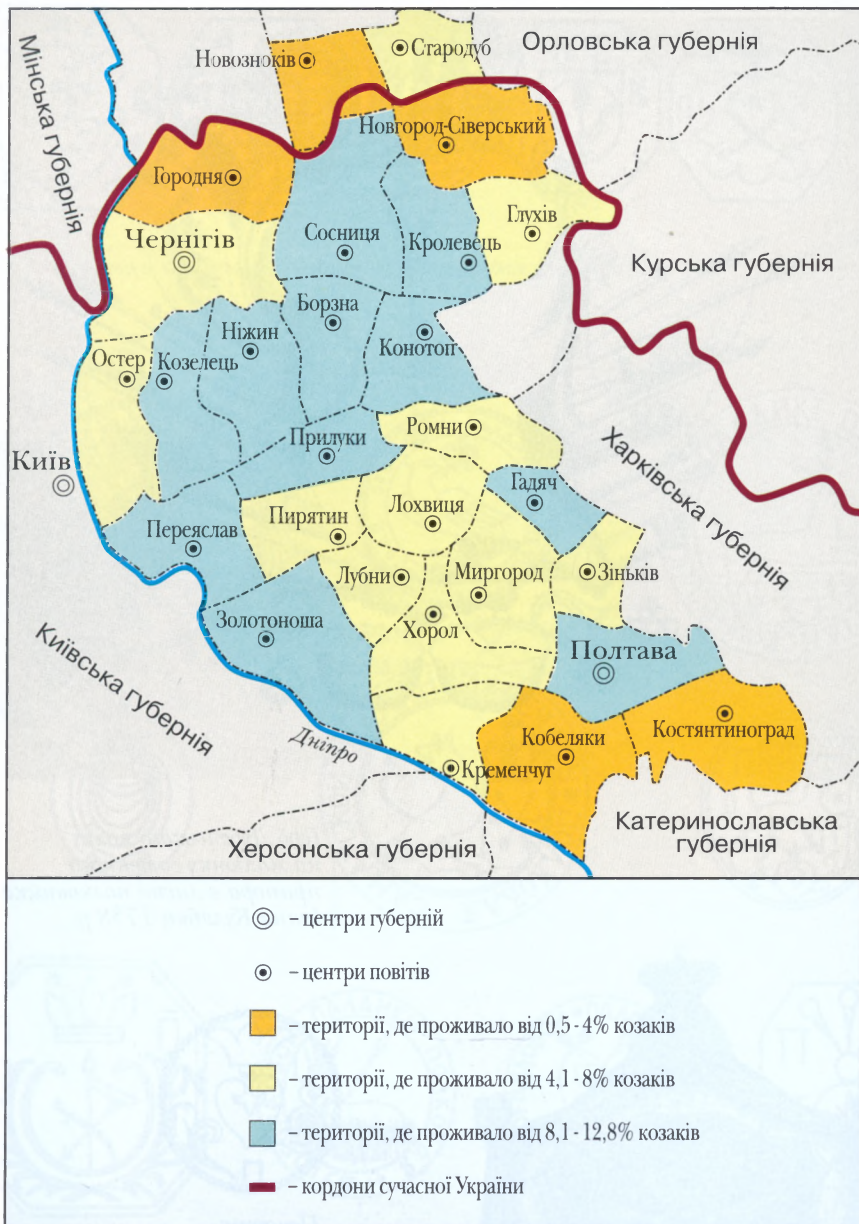 Орловська губернія
Стародуб
Новозноків
Мінська губернія
Новгород-Сіверський
Городня
Глухів
Чернігів
Сосниця
Кролевець
Курська губернія
Борзна
Ніжин
Конотоп
Остер
Козелець
Ромни
Прилуки
Київ
Харківська губернія
Гадяч
Лохвиця
Пирятин
Переяслав
Лубни
Миргород
Зіньків
Хорол
Золотоноша
Полтава
Київська губернія
Костянтиноград
Дніпро
Кобеляки
Кременчуг
Катеринославська
губернія
Херсонська губернія
– центри губерній
– центри повітів
– території, де проживало від 0,5 - 4% козаків
– території, де проживало від 4,1 - 8% козаків
– території, де проживало від 8,1 - 12,8% козаків
– кордони сучасної України